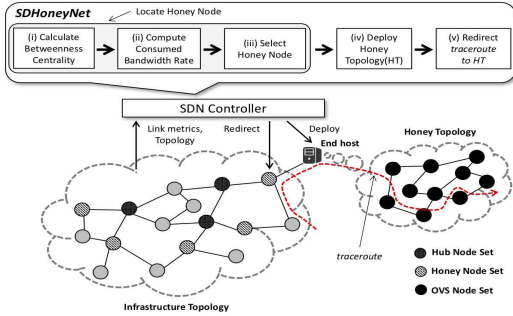 SDHoneyNet
Locate Honey Node
(i) Calculate
Betweenness
Centrality
(ii) Compute
Consumed
Bandwidth Rate
(iii) Select
Honey Node
(iv) Deploy
Honey
Topology(HT)
(v) Redirect
traceroute
to HT
SDN Controller
Link metrics,
Topology
Redirect
Deploy
End host
Honey Topology
traceroute
Hub Node Set
Honey Node Set
OVS Node Set
Infrastructure Topology